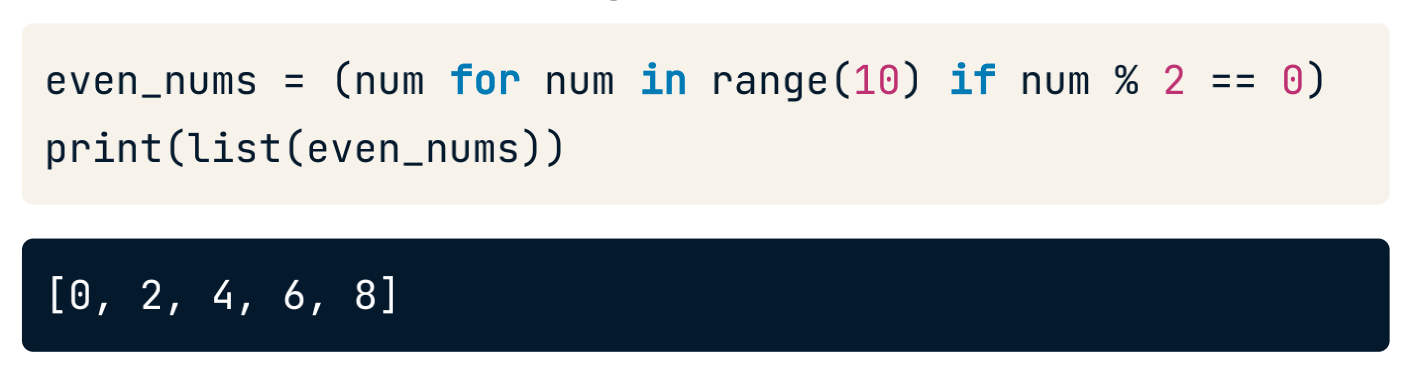 even_nums = (num for num in range(10) if num % 2 == 0)
print(list(even_nums))
[0, 2, 4, 6, 8]